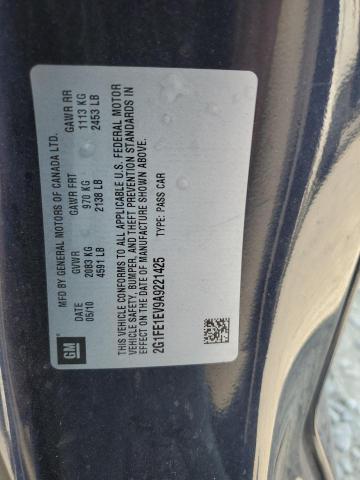 GM
MFD BY GENERAL MOTORS OF CANADA LTD.
DATE GVWR GAWR FRT GAWR RR
05/10 2083 KG 970 KG 1113 KG
4591 LB 2138 LB 2453 LB
THIS VEHICLE CONFORMS TO ALL APPLICABLE U.S. FEDERAL MOTOR
VEHICLE SAFETY, BUMPER, AND THEFT PREVENTION STANDARDS IN
EFFECT ON THE DATE OF MANUFACTURE SHOWN ABOVE.
2G1FE1EV9A9221425 TYPE: PASS CAR